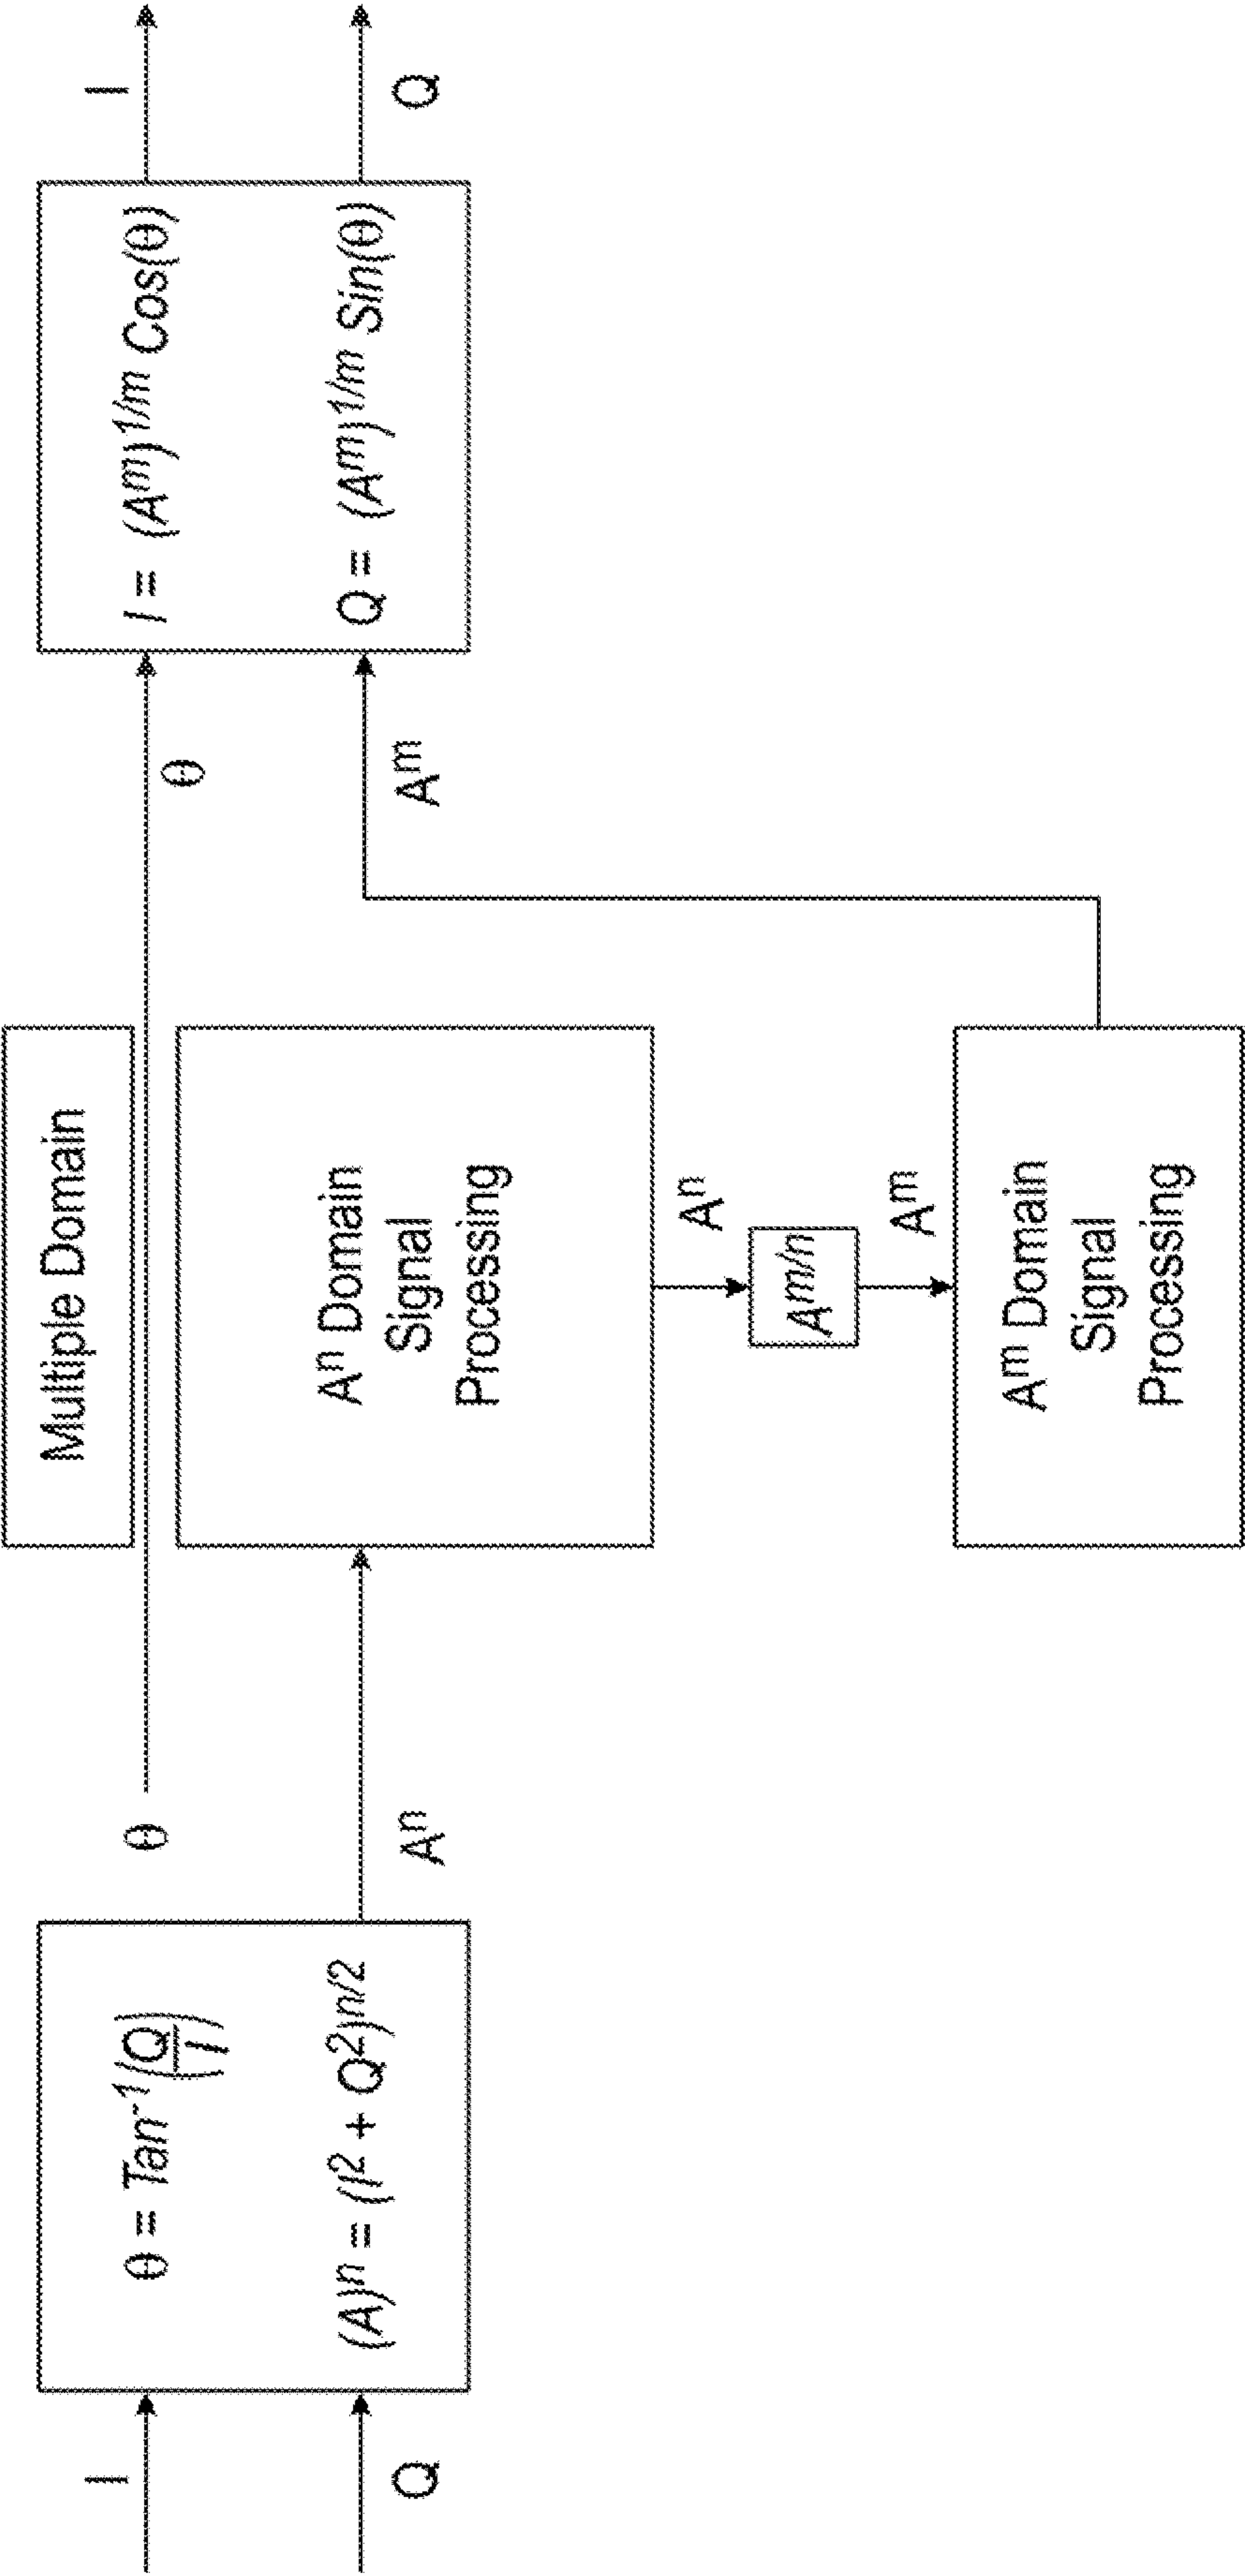 I
Q
θ = Tan⁻¹(Q/I)
(A)ⁿ = (I² + Q²)ⁿ/²
θ
Aⁿ
Multiple Domain
Aⁿ Domain
Signal
Processing
Aⁿ
Aᵐ/ⁿ
Aᵐ
Aᵐ Domain
Signal
Processing
θ
Aᵐ
I = (Aᵐ)¹/ᵐ Cos(θ)
Q = (Aᵐ)¹/ᵐ Sin(θ)
I
Q